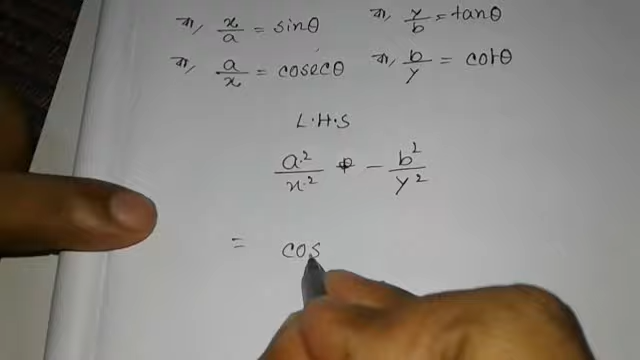 বা, x/a = sinθ বা, y/b = tanθ
বা, a/x = cosecθ বা, b/y = cotθ
L.H.S
a²/x² - b²/y²
= cos